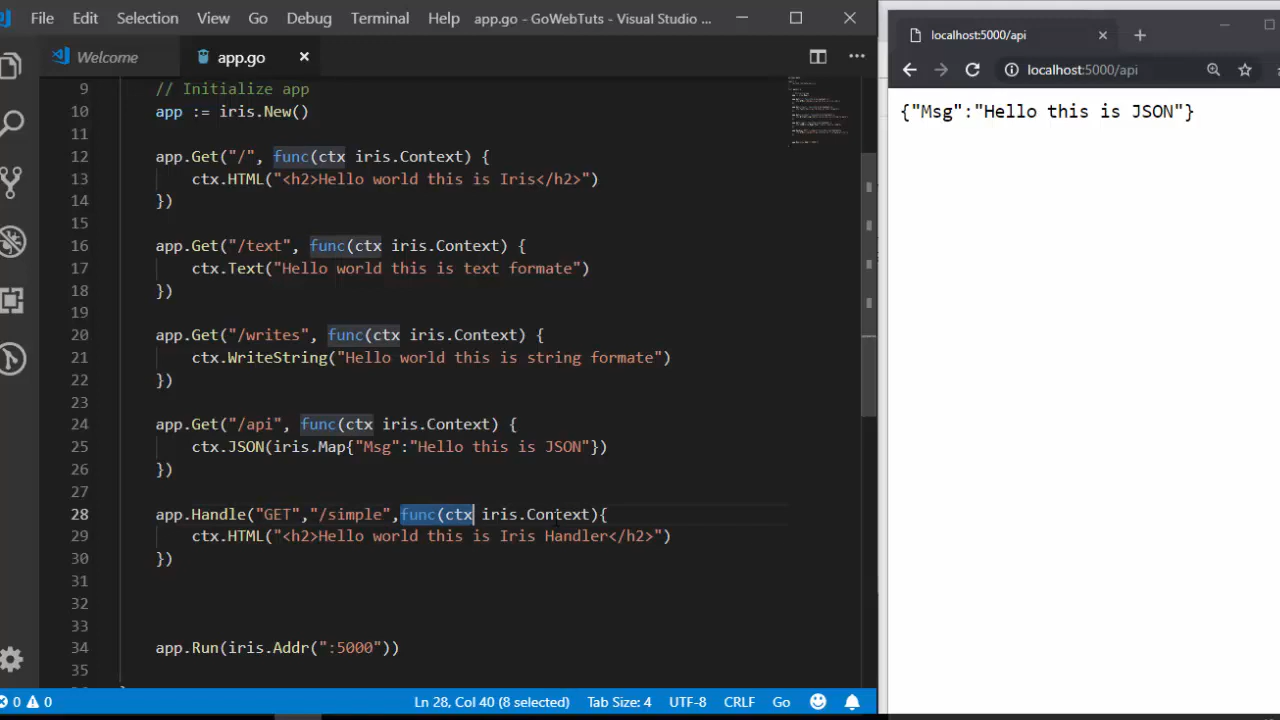 File Edit Selection View Go Debug Terminal Help app.go - GoWebTuts - Visual Studio ...
Welcome app.go
9 // Initialize app
10 app := iris.New()
11
12 app.Get("/", func(ctx iris.Context) {
13 ctx.HTML("<h2>Hello world this is Iris</h2>")
14 })
15
16 app.Get("/text", func(ctx iris.Context) {
17 ctx.Text("Hello world this is text formate")
18 })
19
20 app.Get("/writes", func(ctx iris.Context) {
21 ctx.WriteString("Hello world this is string formate")
22 })
23
24 app.Get("/api", func(ctx iris.Context) {
25 ctx.JSON(iris.Map{"Msg":"Hello this is JSON"})
26 })
27
28 app.Handle("GET","/simple",func(ctx iris.Context){
29 ctx.HTML("<h2>Hello world this is Iris Handler</h2>")
30 })
31
32
33
34 app.Run(iris.Addr(":5000"))
35
0 0 Ln 28, Col 40 (8 selected) Tab Size: 4 UTF-8 CRLF Go
localhost:5000/api
localhost:5000/api
{"Msg":"Hello this is JSON"}